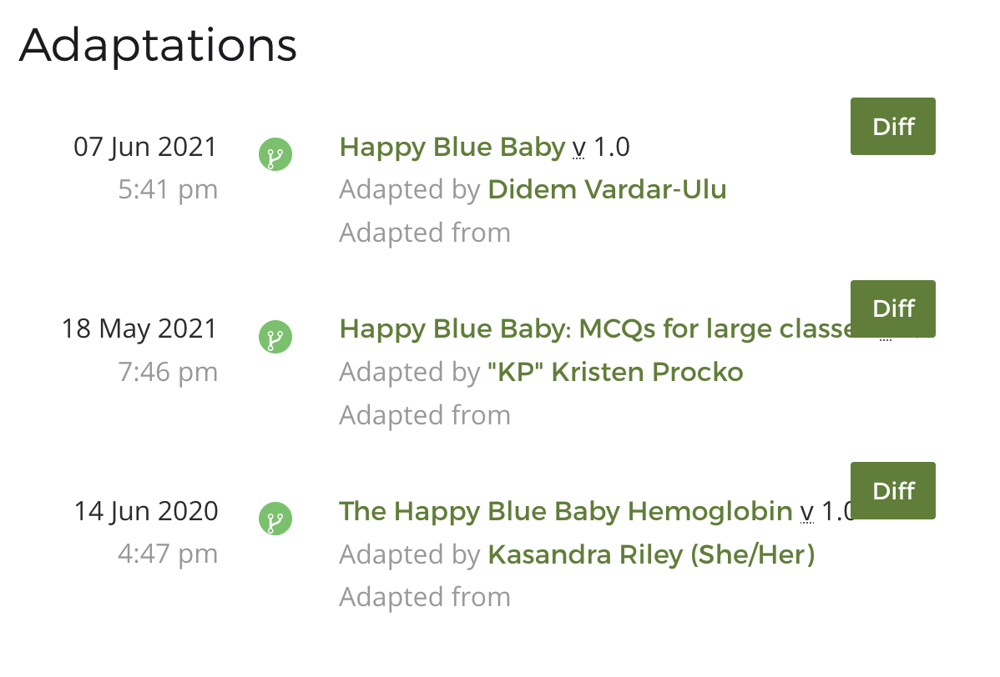 Adaptations
Diff
07 Jun 2021 Happy Blue Baby v 1.0
5:41 pm Adapted by Didem Vardar-Ulu
Adapted from
Diff
18 May 2021 Happy Blue Baby: MCQs for large classe
7:46 pm Adapted by "KP" Kristen Procko
Adapted from
Diff
14 Jun 2020 The Happy Blue Baby Hemoglobin v 1.0
4:47 pm Adapted by Kasandra Riley (She/Her)
Adapted from